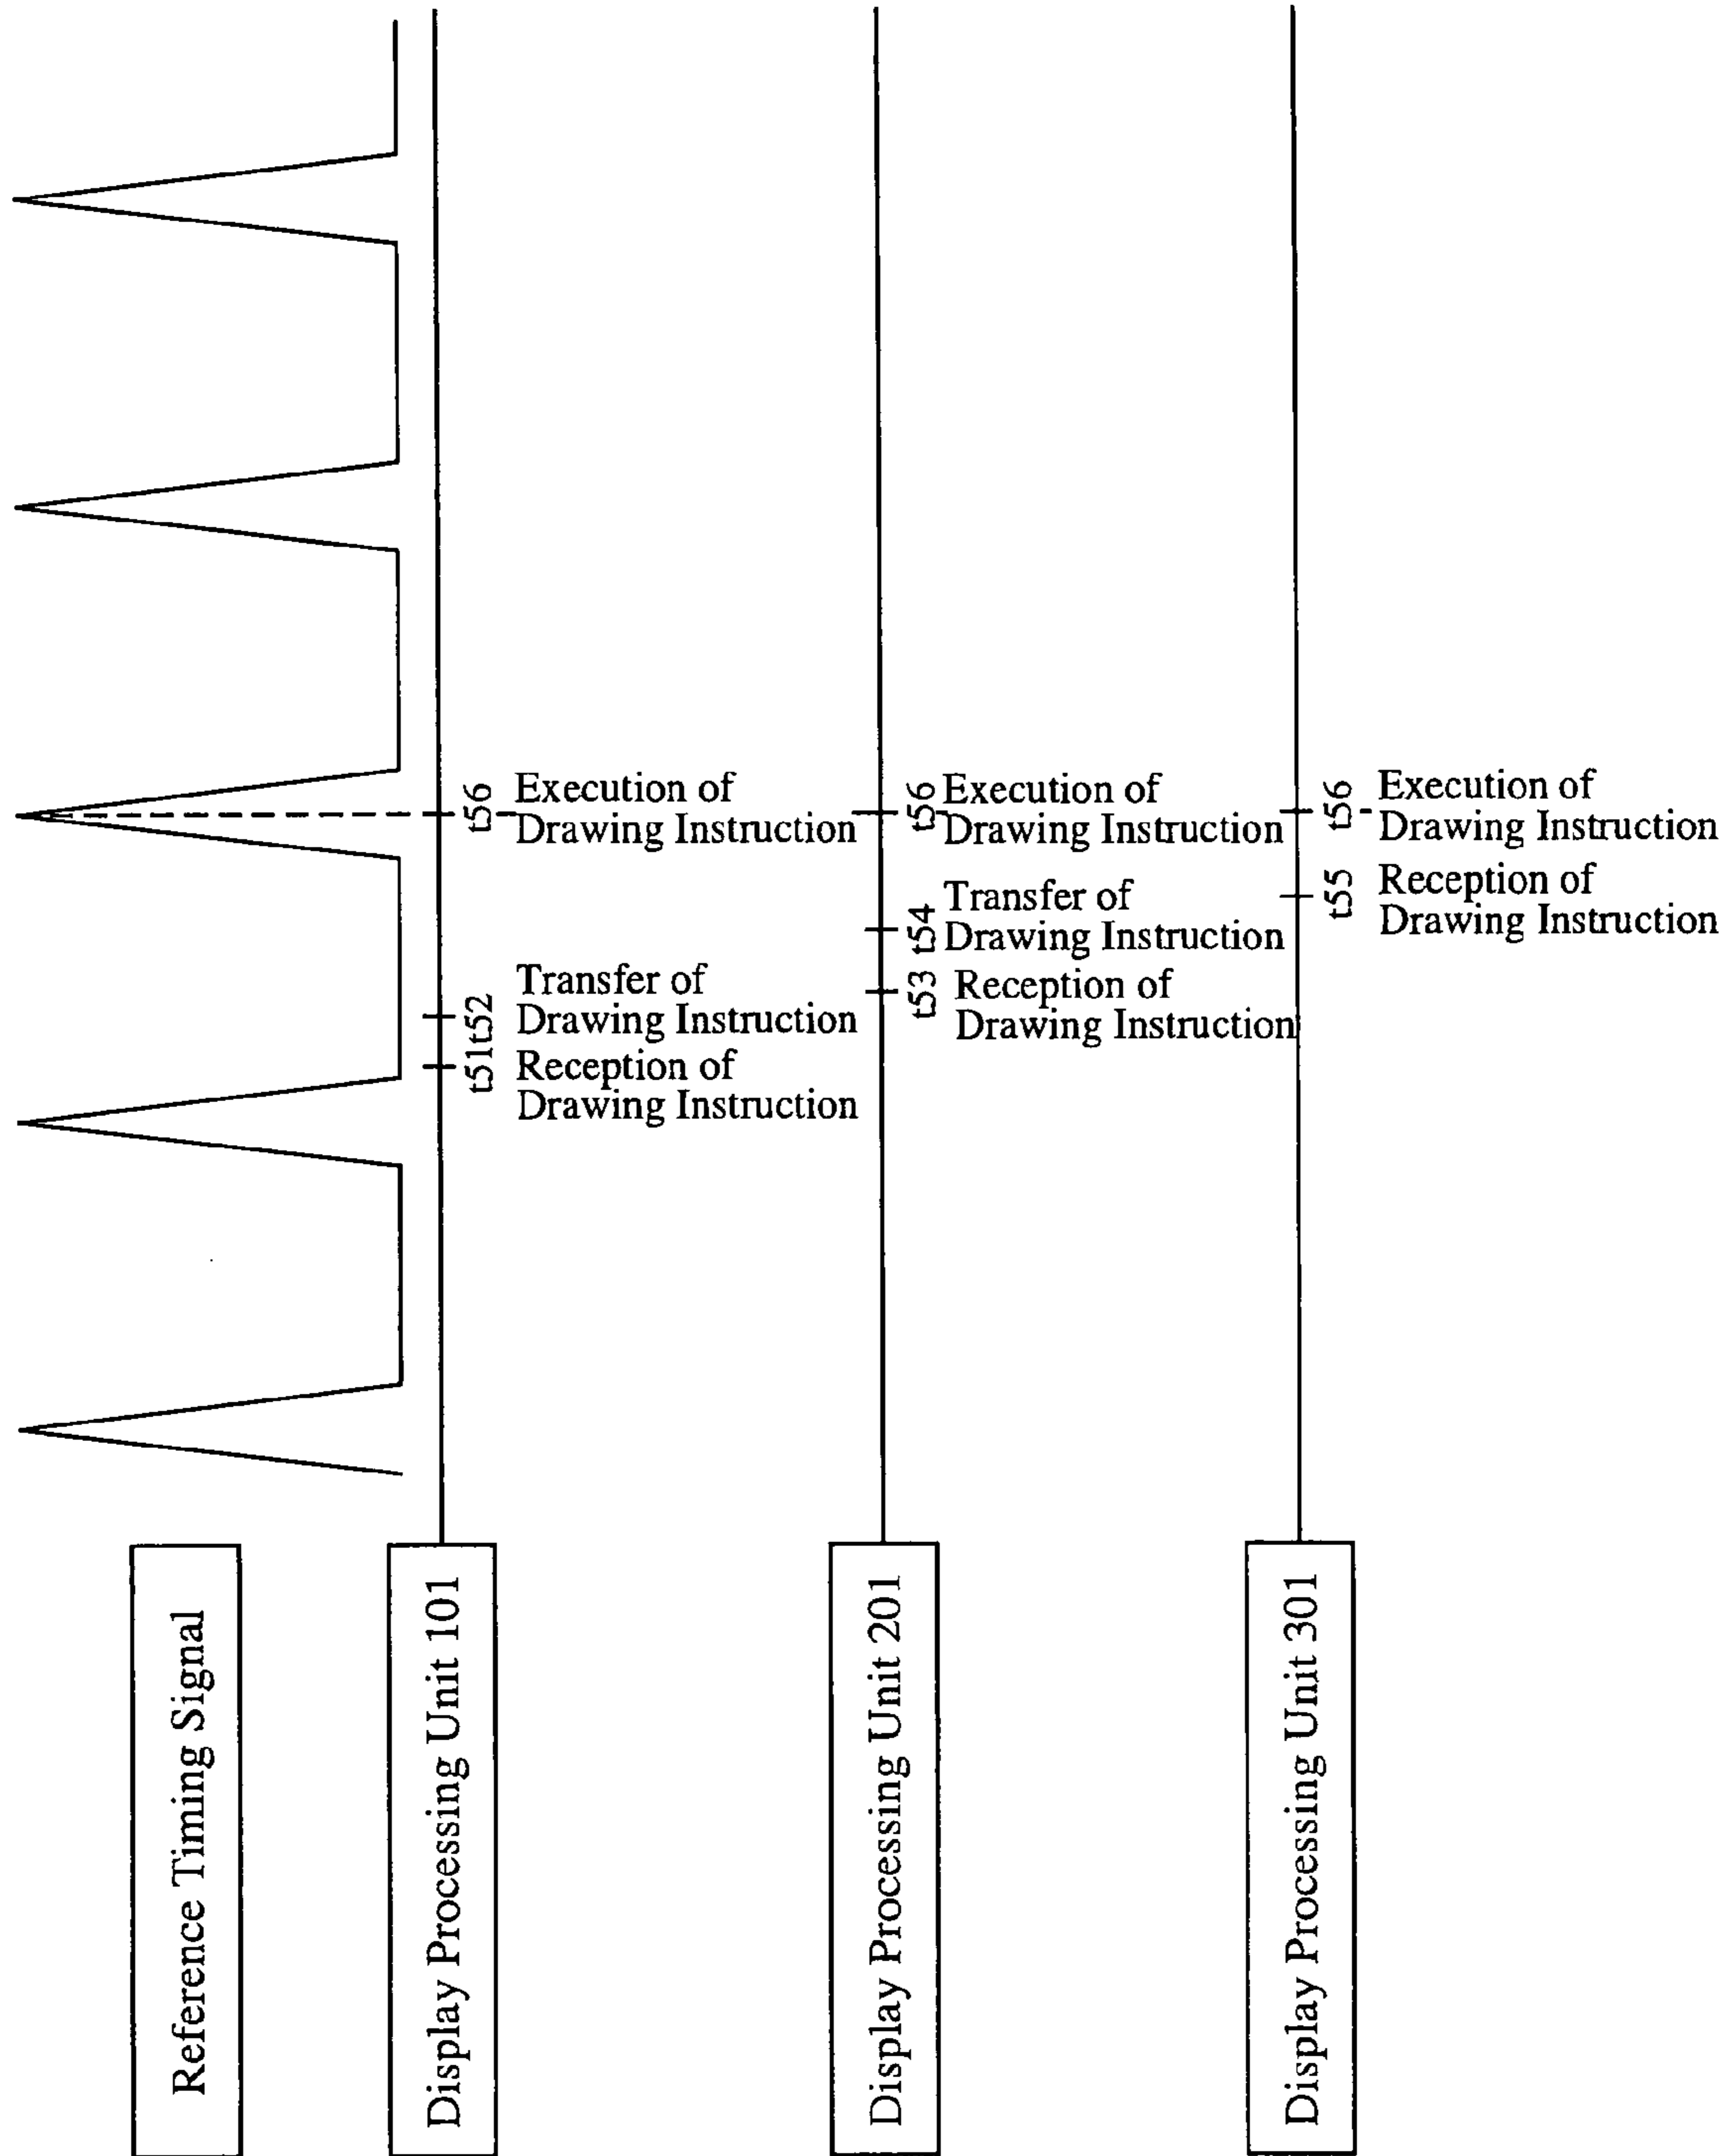 Reference Timing Signal
Display Processing Unit 101
t51
Reception of
Drawing Instruction
t52
Transfer of
Drawing Instruction
t56
Execution of
Drawing Instruction
Display Processing Unit 201
t53
Reception of
Drawing Instruction
t54
Transfer of
Drawing Instruction
t56
Execution of
Drawing Instruction
Display Processing Unit 301
t55
Reception of
Drawing Instruction
t56
Execution of
Drawing Instruction